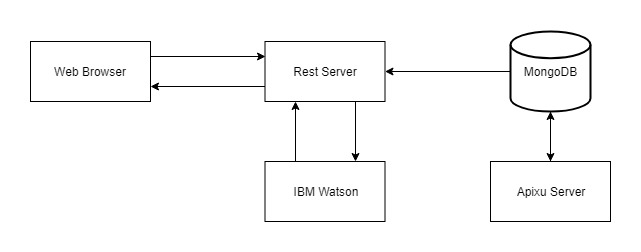 Web Browser
Rest Server
MongoDB
IBM Watson
Apixu Server